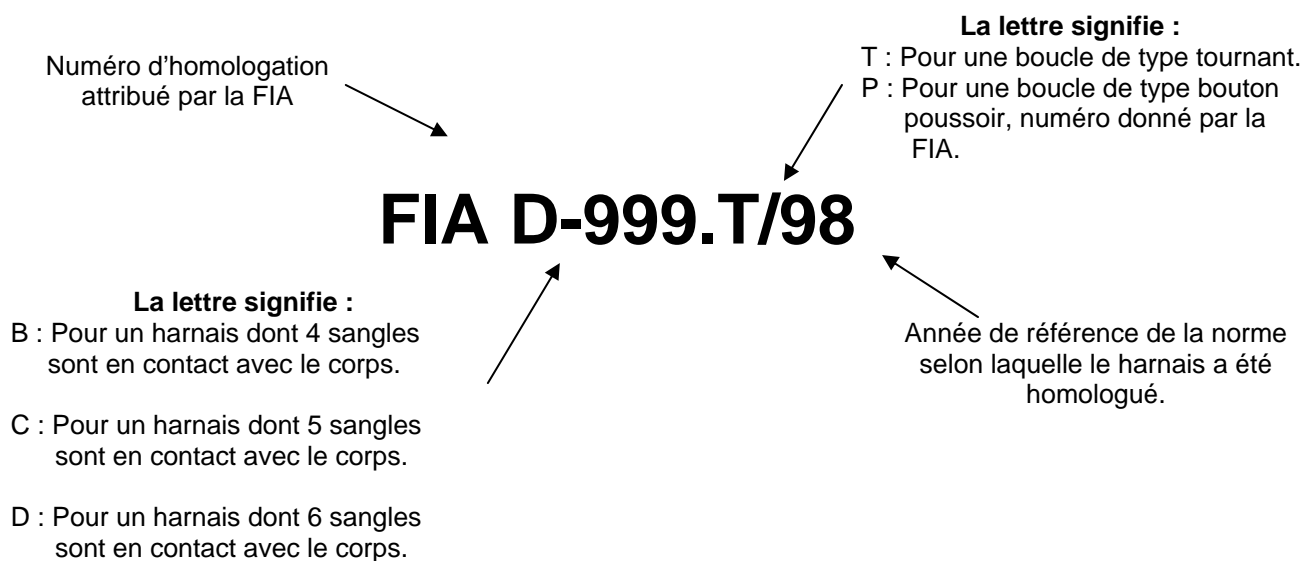 La lettre signifie :
T : Pour une boucle de type tournant.
P : Pour une boucle de type bouton
poussoir, numéro donné par la
FIA.
Numéro d'homologation
attribué par la FIA
FIA D-999.T/98
La lettre signifie :
B : Pour un harnais dont 4 sangles
sont en contact avec le corps.
C : Pour un harnais dont 5 sangles
sont en contact avec le corps.
D : Pour un harnais dont 6 sangles
sont en contact avec le corps.
Année de référence de la norme
selon laquelle le harnais a été
homologué.